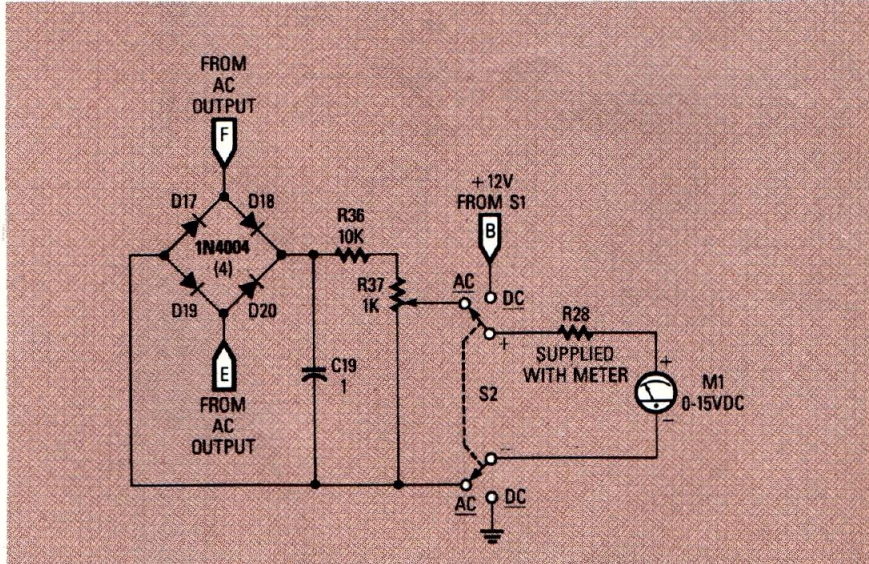 FROM
AC
OUTPUT
F
D17
D18
1N4004
(4)
D19
D20
E
FROM
AC
OUTPUT
R36
10K
R37
1K
C19
1
+12V
FROM S1
B
AC
DC
+
R28
SUPPLIED
WITH METER
S2
+
M1
0-15VDC
−
−
AC
DC